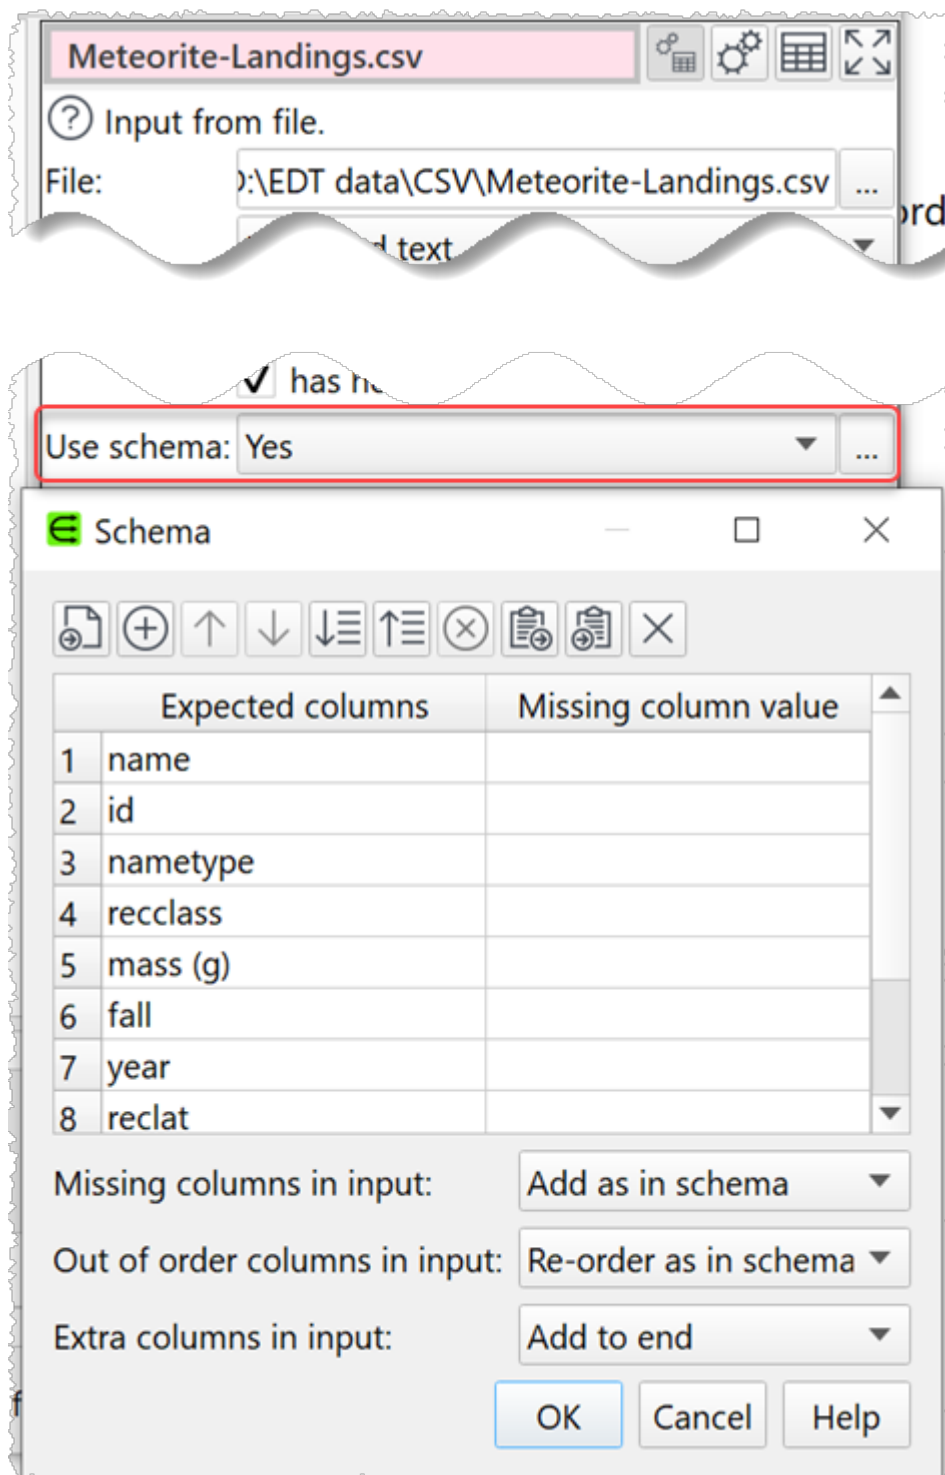 Meteorite-Landings.csv
Input from file.
File: :\EDT data\CSV\Meteorite-Landings.csv ...
text
has
Use schema: Yes ...
Schema
Expected columns Missing column value
1 name
2 id
3 nametype
4 recclass
5 mass (g)
6 fall
7 year
8 reclat
Missing columns in input: Add as in schema
Out of order columns in input: Re-order as in schema
Extra columns in input: Add to end
OK Cancel Help